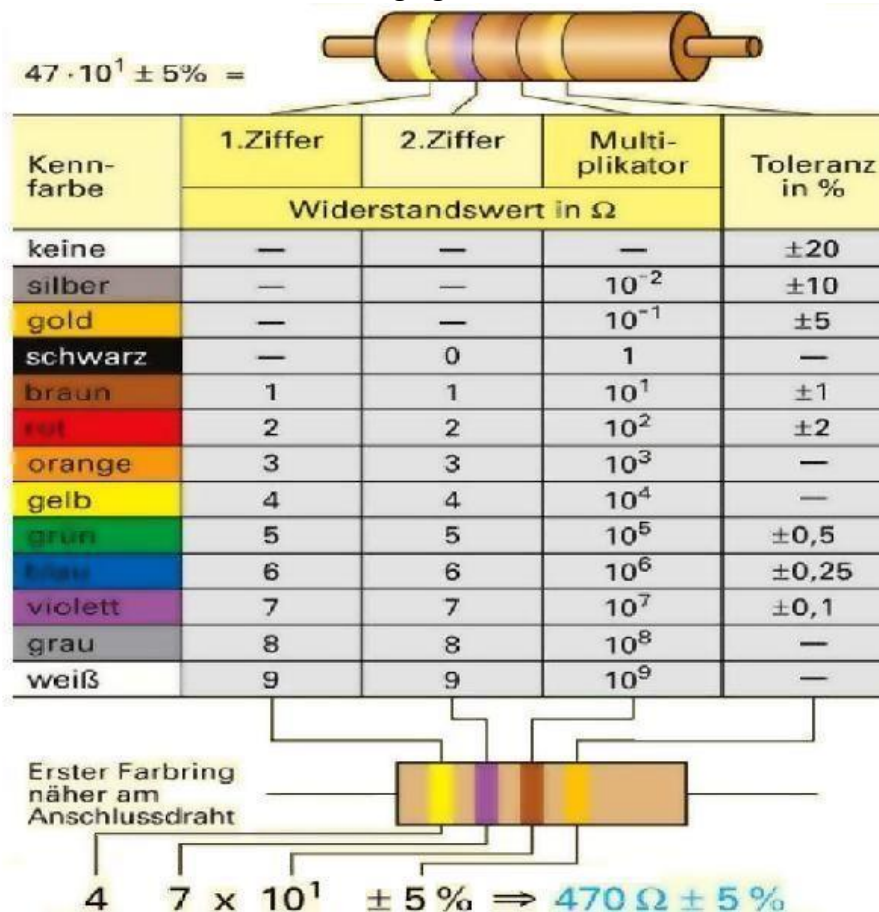 47 · 10¹ ± 5% =
Kenn-
farbe
1.Ziffer 2.Ziffer Multi-
plikator
Toleranz
in %
Widerstandswert in Ω
keine — — — ±20
silber — — 10⁻² ±10
gold — — 10⁻¹ ±5
schwarz — 0 1 —
braun 1 1 10¹ ±1
rot 2 2 10² ±2
orange 3 3 10³ —
gelb 4 4 10⁴ —
grün 5 5 10⁵ ±0,5
blau 6 6 10⁶ ±0,25
violett 7 7 10⁷ ±0,1
grau 8 8 10⁸ —
weiß 9 9 10⁹ —
Erster Farbring
näher am
Anschlussdraht
4 7 x 10¹ ± 5 % ⇒ 470 Ω ± 5 %